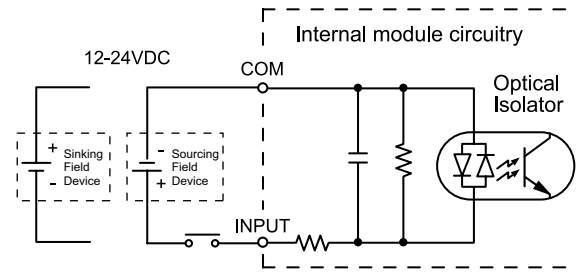 Internal module circuitry
12-24VDC
COM
Optical
Isolator
+ Sinking
Field
- Device
- Sourcing
Field
+ Device
INPUT